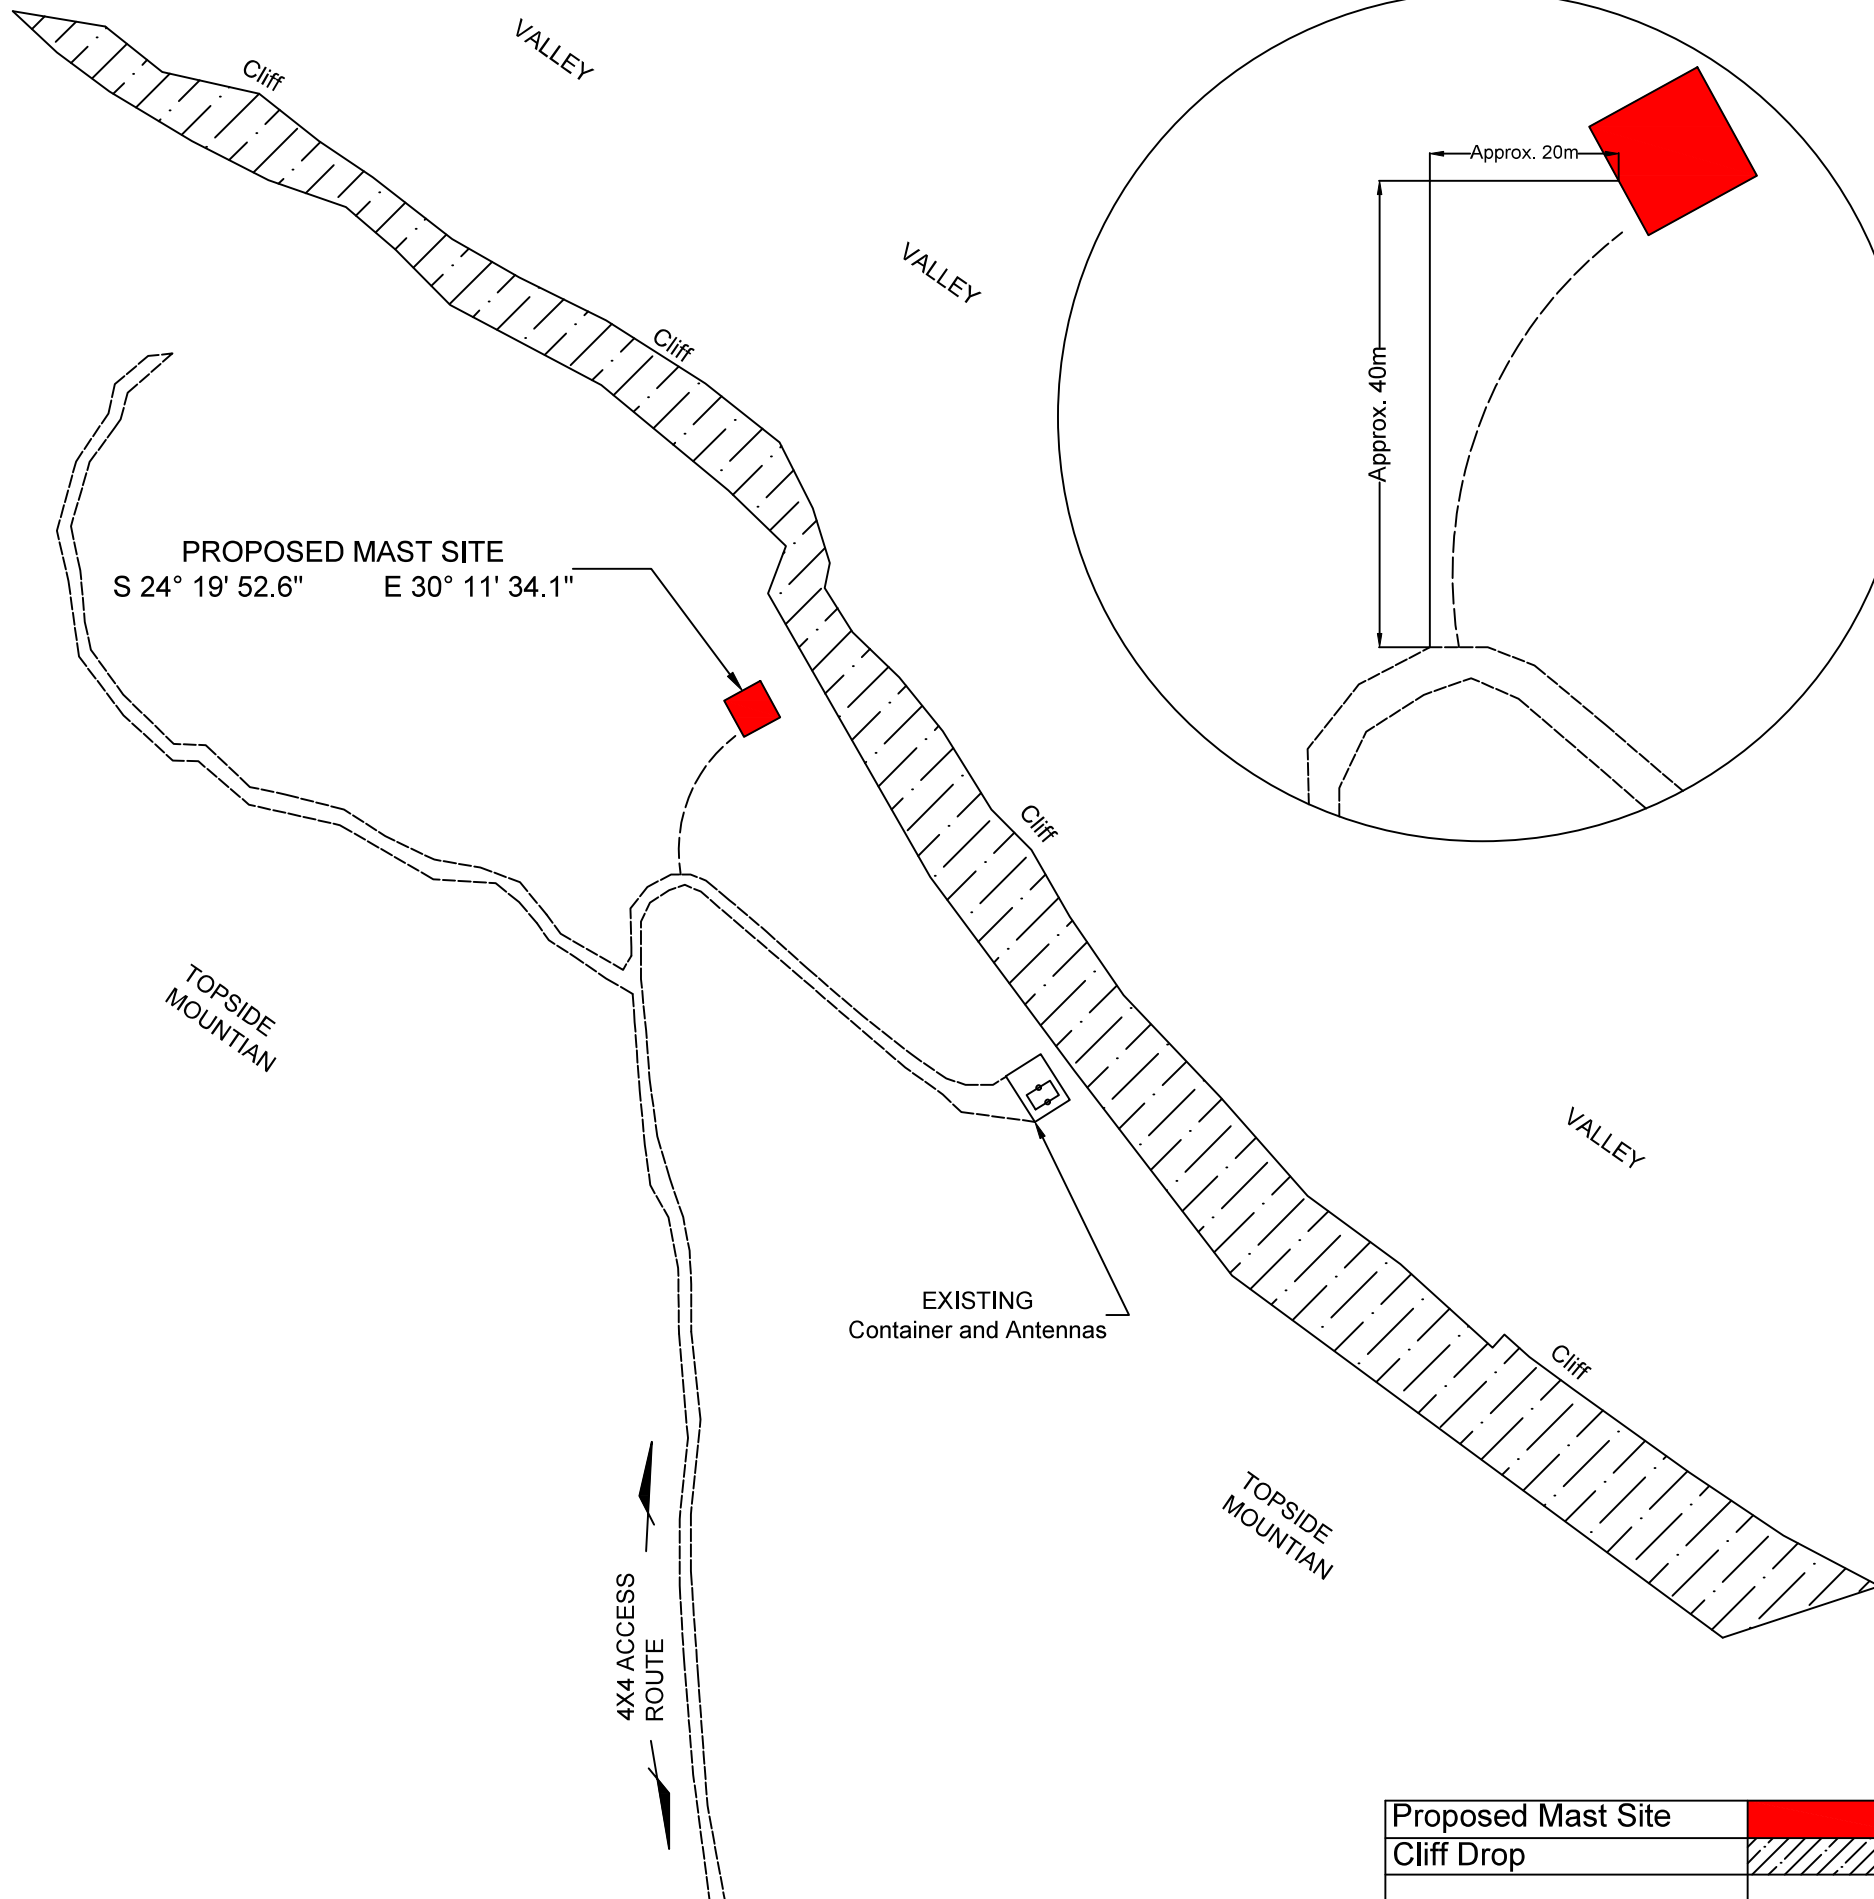 VALLEY
Cliff
Approx. 20m
VALLEY
Cliff
Approx. 40m
PROPOSED MAST SITE
S 24° 19' 52.6" E 30° 11' 34.1"
Cliff
TOPSIDE
MOUNTIAN
VALLEY
EXISTING
Container and Antennas
Cliff
TOPSIDE
MOUNTIAN
4X4 ACCESS
ROUTE
Proposed Mast Site
Cliff Drop